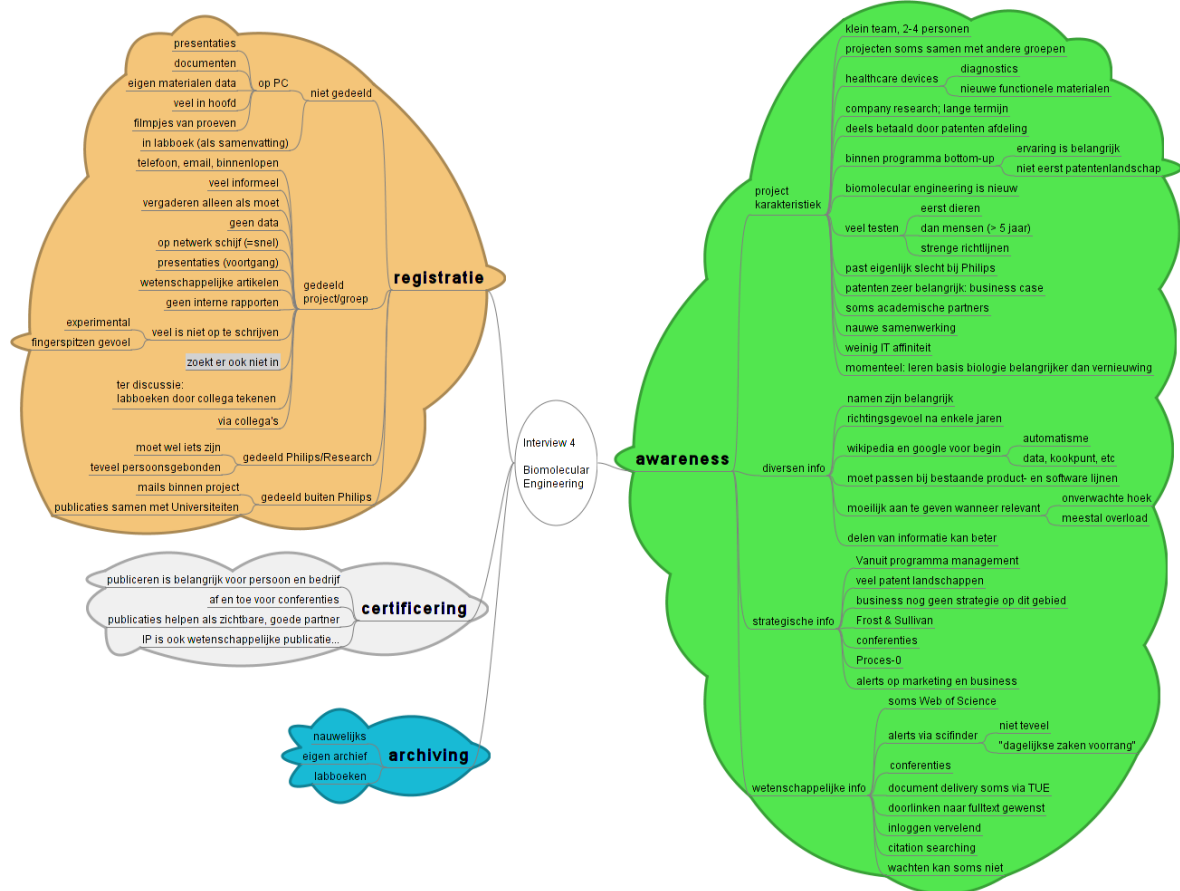 presentaties
documenten
eigen materialen data
veel in hoofd
filmpjes van proeven
op PC
in labboek (als samenvatting)
niet gedeeld
telefoon, email, binnenlopen
veel informeel
vergaderen alleen als moet
geen data
op netwerk schijf (=snel)
presentaties (voortgang)
wetenschappelijke artikelen
geen interne rapporten
experimental
fingerspitzen gevoel
veel is niet op te schrijven
zoekt er ook niet in
ter discussie:
labboeken door collega tekenen
via collega's
gedeeld
project/groep
moet wel iets zijn
teveel persoonsgebonden
gedeeld Philips/Research
mails binnen project
publicaties samen met Universiteiten
gedeeld buiten Philips
registratie
publiceren is belangrijk voor persoon en bedrijf
af en toe voor conferenties
publicaties helpen als zichtbare, goede partner
IP is ook wetenschappelijke publicatie...
certificering
nauwelijks
eigen archief
labboeken
archiving
Interview 4
Biomolecular
Engineering
awareness
project
karakteristiek
klein team, 2-4 personen
projecten soms samen met andere groepen
healthcare devices
diagnostics
nieuwe functionele materialen
company research; lange termijn
deels betaald door patenten afdeling
binnen programma bottom-up
ervaring is belangrijk
niet eerst patentenlandschap
biomolecular engineering is nieuw
veel testen
eerst dieren
dan mensen (> 5 jaar)
strenge richtlijnen
past eigenlijk slecht bij Philips
patenten zeer belangrijk: business case
soms academische partners
nauwe samenwerking
weinig IT affiniteit
momenteel: leren basis biologie belangrijker dan vernieuwing
diversen info
namen zijn belangrijk
richtingsgevoel na enkele jaren
wikipedia en google voor begin
automatisme
data, kookpunt, etc
moet passen bij bestaande product- en software lijnen
moeilijk aan te geven wanneer relevant
onverwachte hoek
meestal overload
delen van informatie kan beter
strategische info
Vanuit programma management
veel patent landschappen
business nog geen strategie op dit gebied
Frost & Sullivan
conferenties
Proces-0
alerts op marketing en business
wetenschappelijke info
soms Web of Science
alerts via scifinder
niet teveel
"dagelijkse zaken voorrang"
conferenties
document delivery soms via TUE
doorlinken naar fulltext gewenst
inloggen vervelend
citation searching
wachten kan soms niet